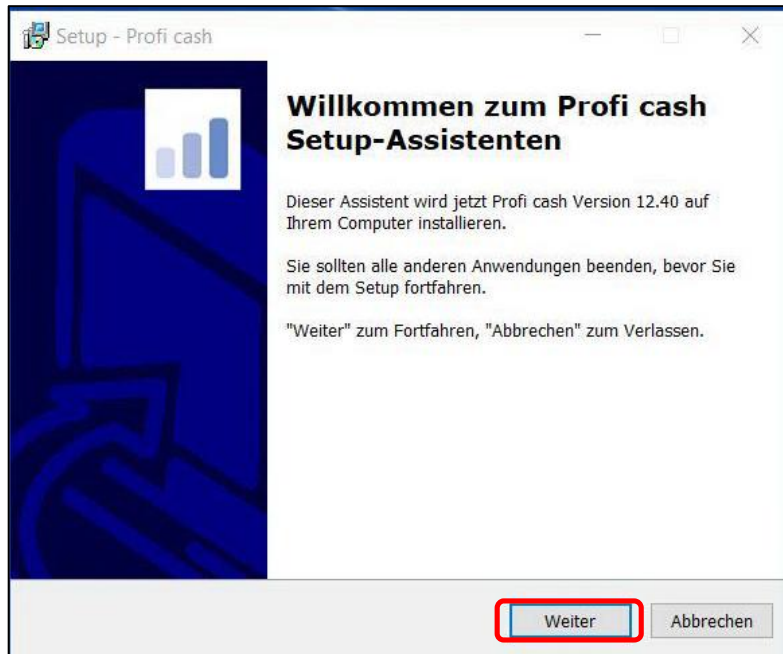 Setup - Profi cash
Willkommen zum Profi cash
Setup-Assistenten
Dieser Assistent wird jetzt Profi cash Version 12.40 auf
Ihrem Computer installieren.
Sie sollten alle anderen Anwendungen beenden, bevor Sie
mit dem Setup fortfahren.
"Weiter" zum Fortfahren, "Abbrechen" zum Verlassen.
Weiter
Abbrechen